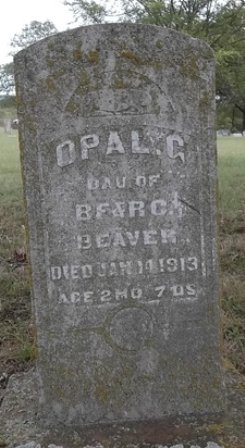 OPAL.C
DAU OF
B.F.& R.C.
BEAVER
DIED JAN 14 1913
AGE 2 MO. 7 DS.